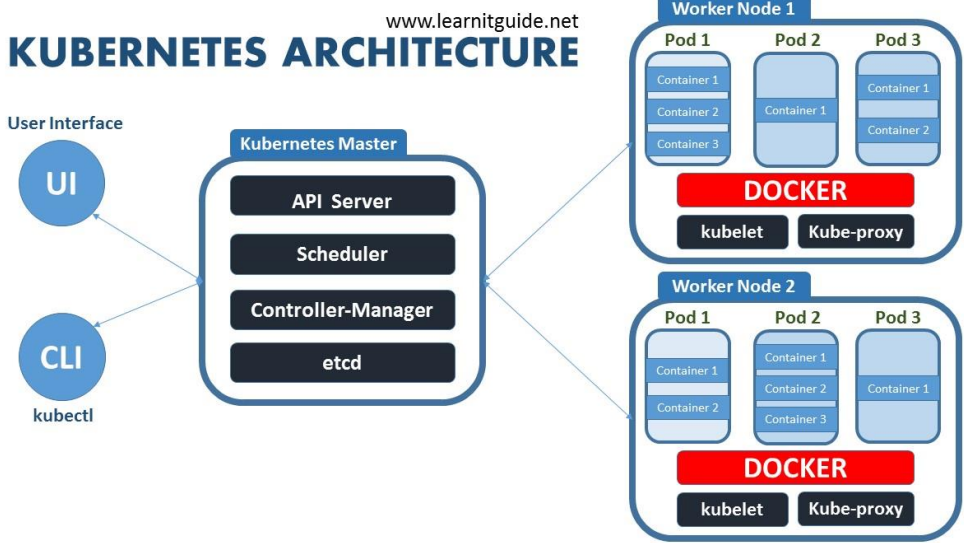 www.learnitguide.net
KUBERNETES ARCHITECTURE
User Interface
UI
CLI
kubectl
Kubernetes Master
API Server
Scheduler
Controller-Manager
etcd
Worker Node 1
Pod 1 Pod 2 Pod 3
Container 1
Container 2
Container 3
Container 1
Container 1
Container 2
DOCKER
kubelet Kube-proxy
Worker Node 2
Pod 1 Pod 2 Pod 3
Container 1
Container 2
Container 1
Container 2
Container 3
Container 1
DOCKER
kubelet Kube-proxy